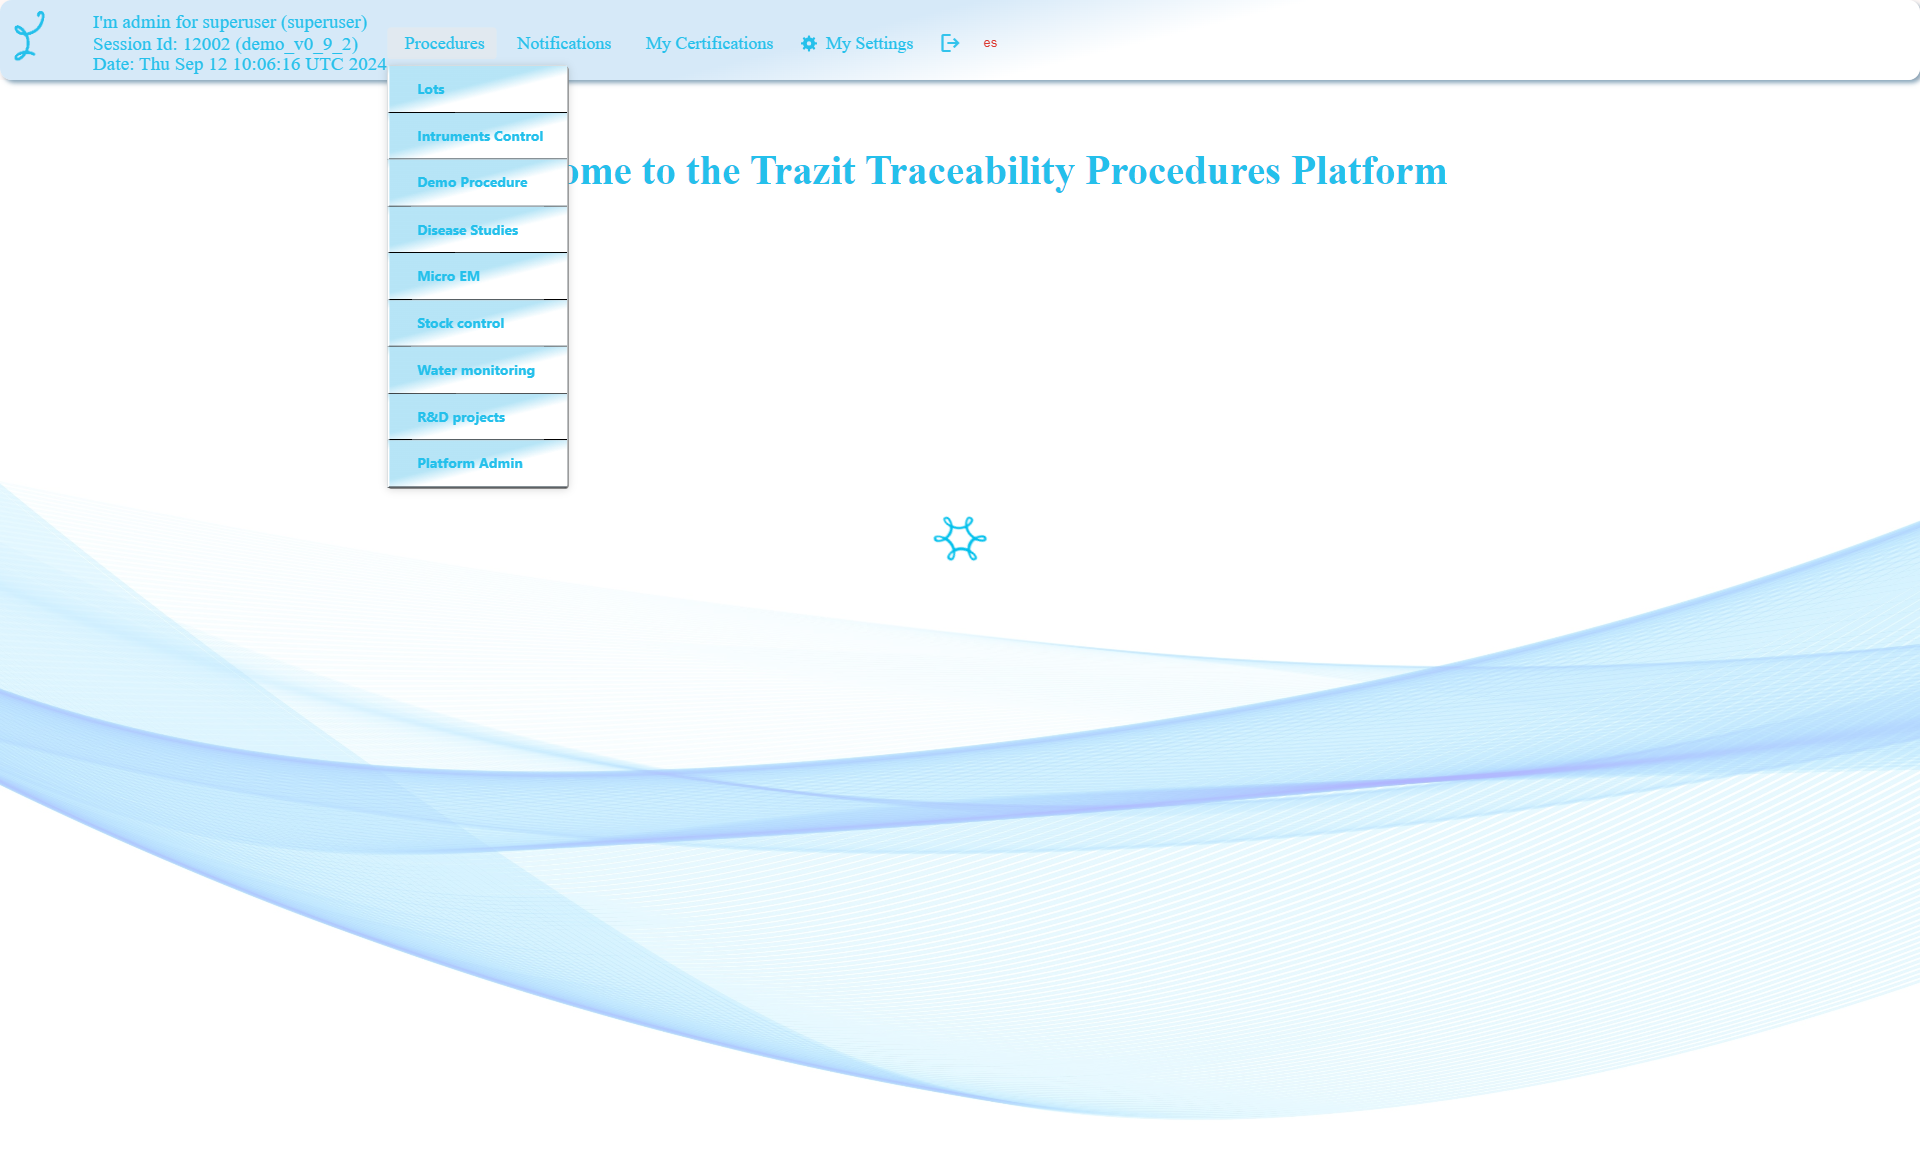 I'm admin for superuser (superuser)
Session Id: 12002 (demo_v0_9_2)
Date: Thu Sep 12 10:06:16 UTC 2024
Procedures
Notifications
My Certifications
My Settings
es
Lots
Intruments Control
Demo Procedure
Disease Studies
Micro EM
Stock control
Water monitoring
R&D projects
Platform Admin
ome to the Trazit Traceability Procedures Platform